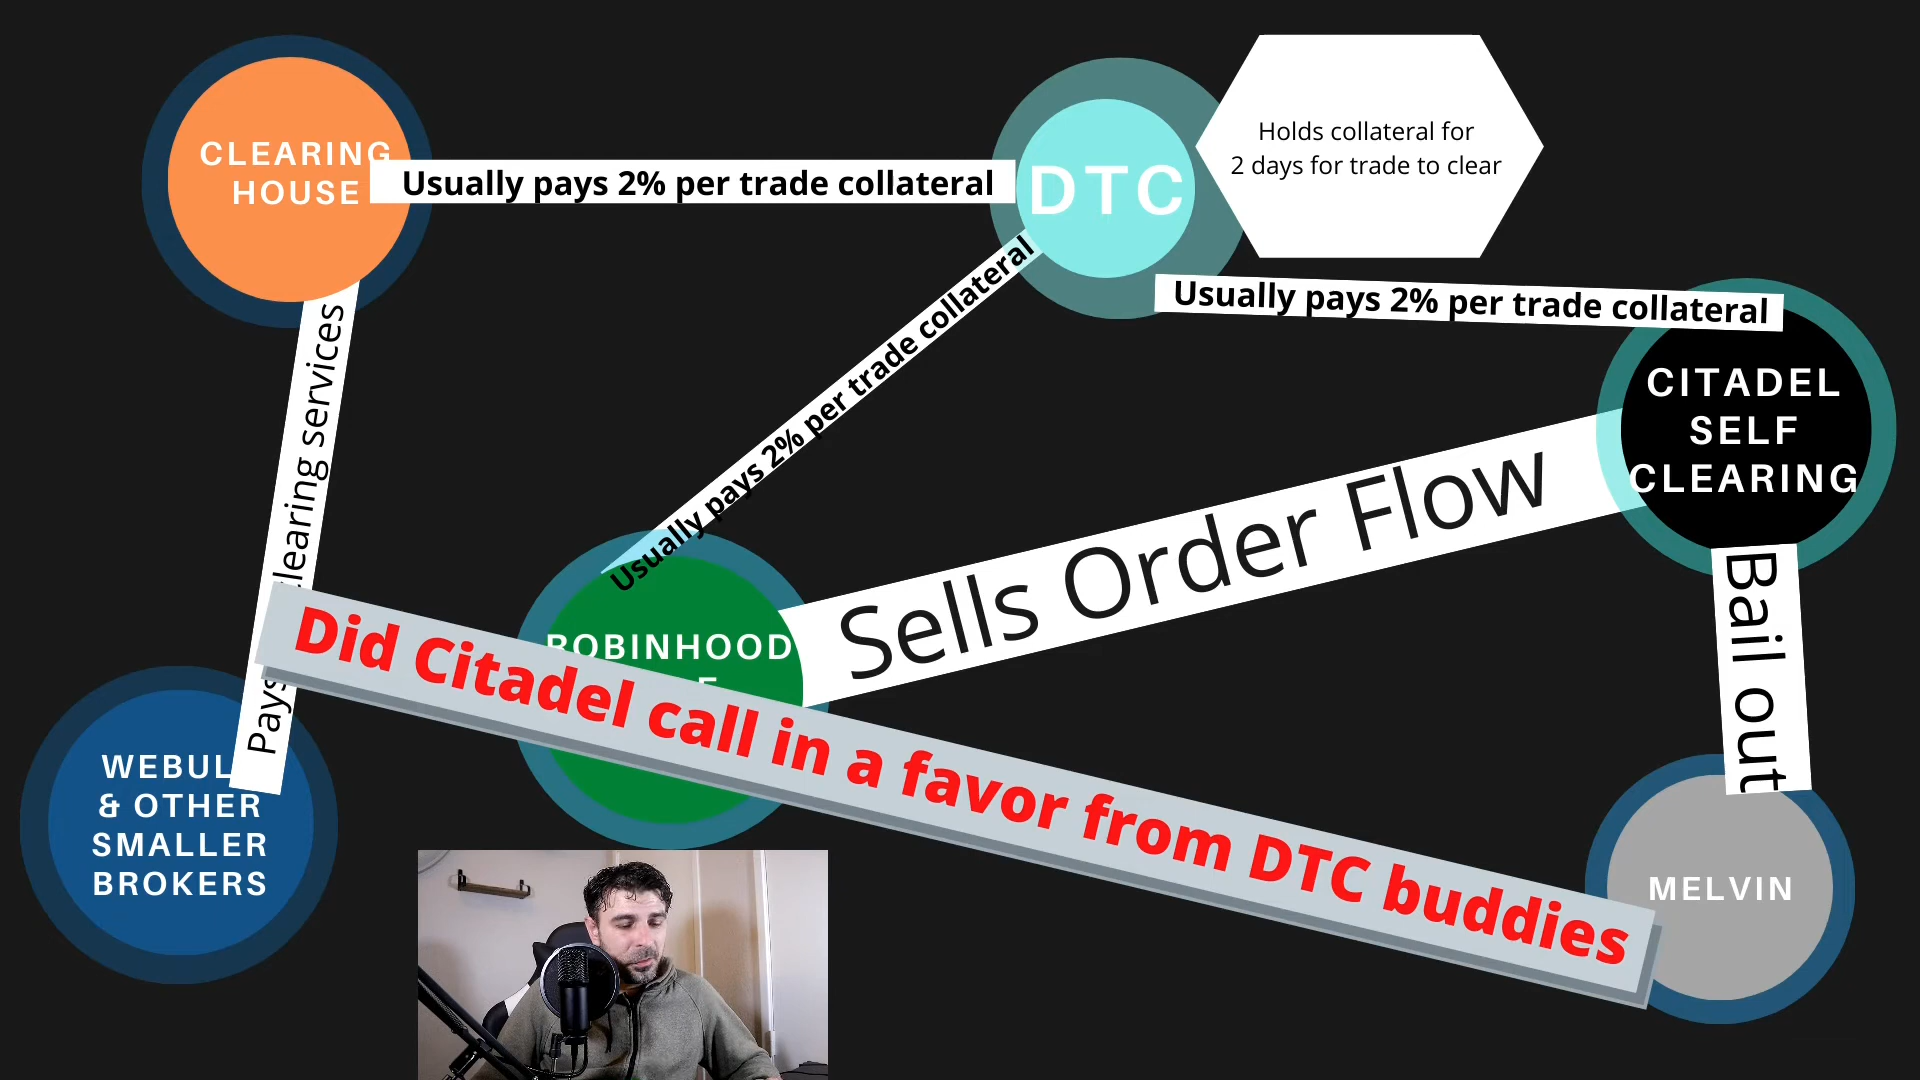 CLEARING
HOUSE
Usually pays 2% per trade collateral
DTC
Holds collateral for
2 days for trade to clear
Usually pays 2% per trade collateral
Usually pays 2% per trade collateral
CITADEL
SELF
CLEARING
Pays learing services
Sells Order Flow
Bail out
ROBINHOOD
Did Citadel call in a favor from DTC buddies
WEBUL
& OTHER
SMALLER
BROKERS
MELVIN